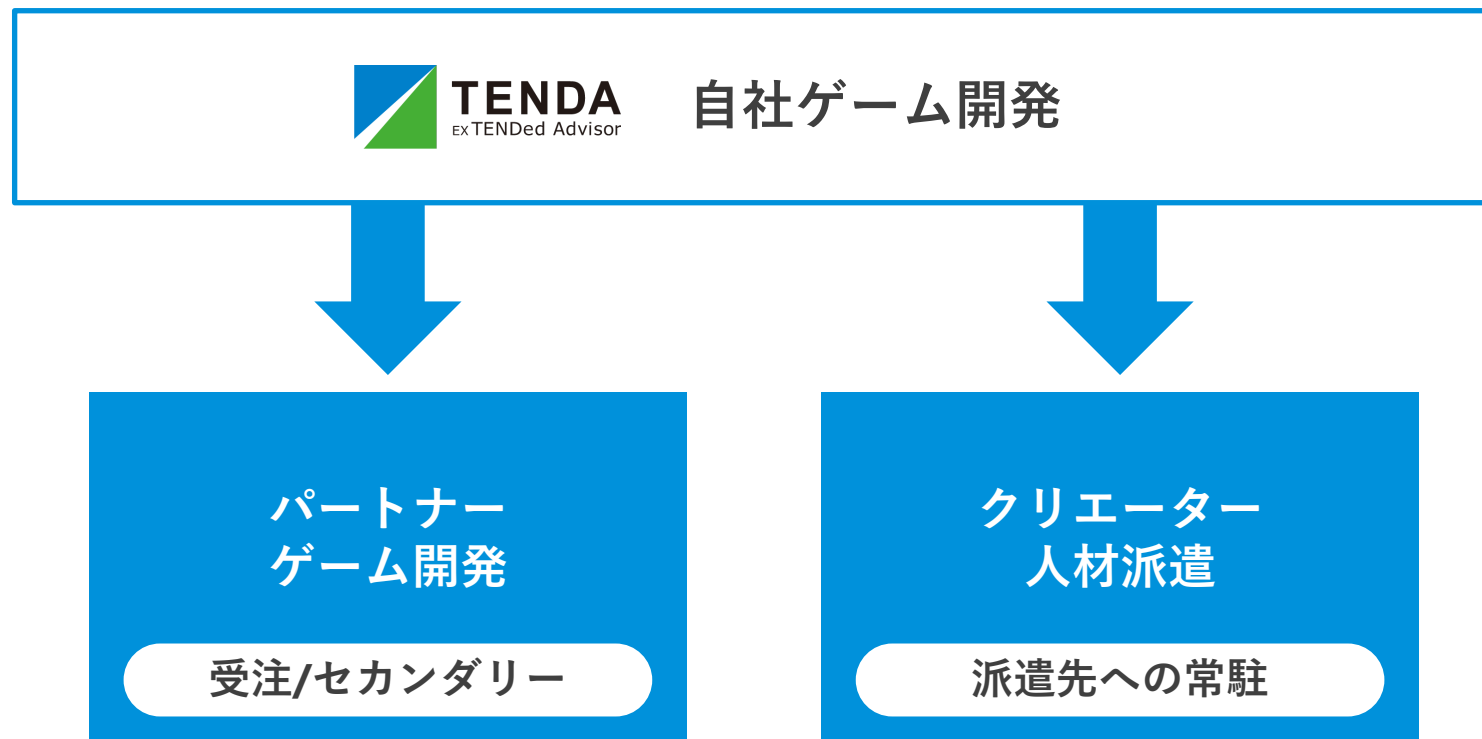 TENDA
EXTENDed Advisor
自社ゲーム開発
パートナー
ゲーム開発
受注/セカンダリー
クリエーター
人材派遣
派遣先への常駐